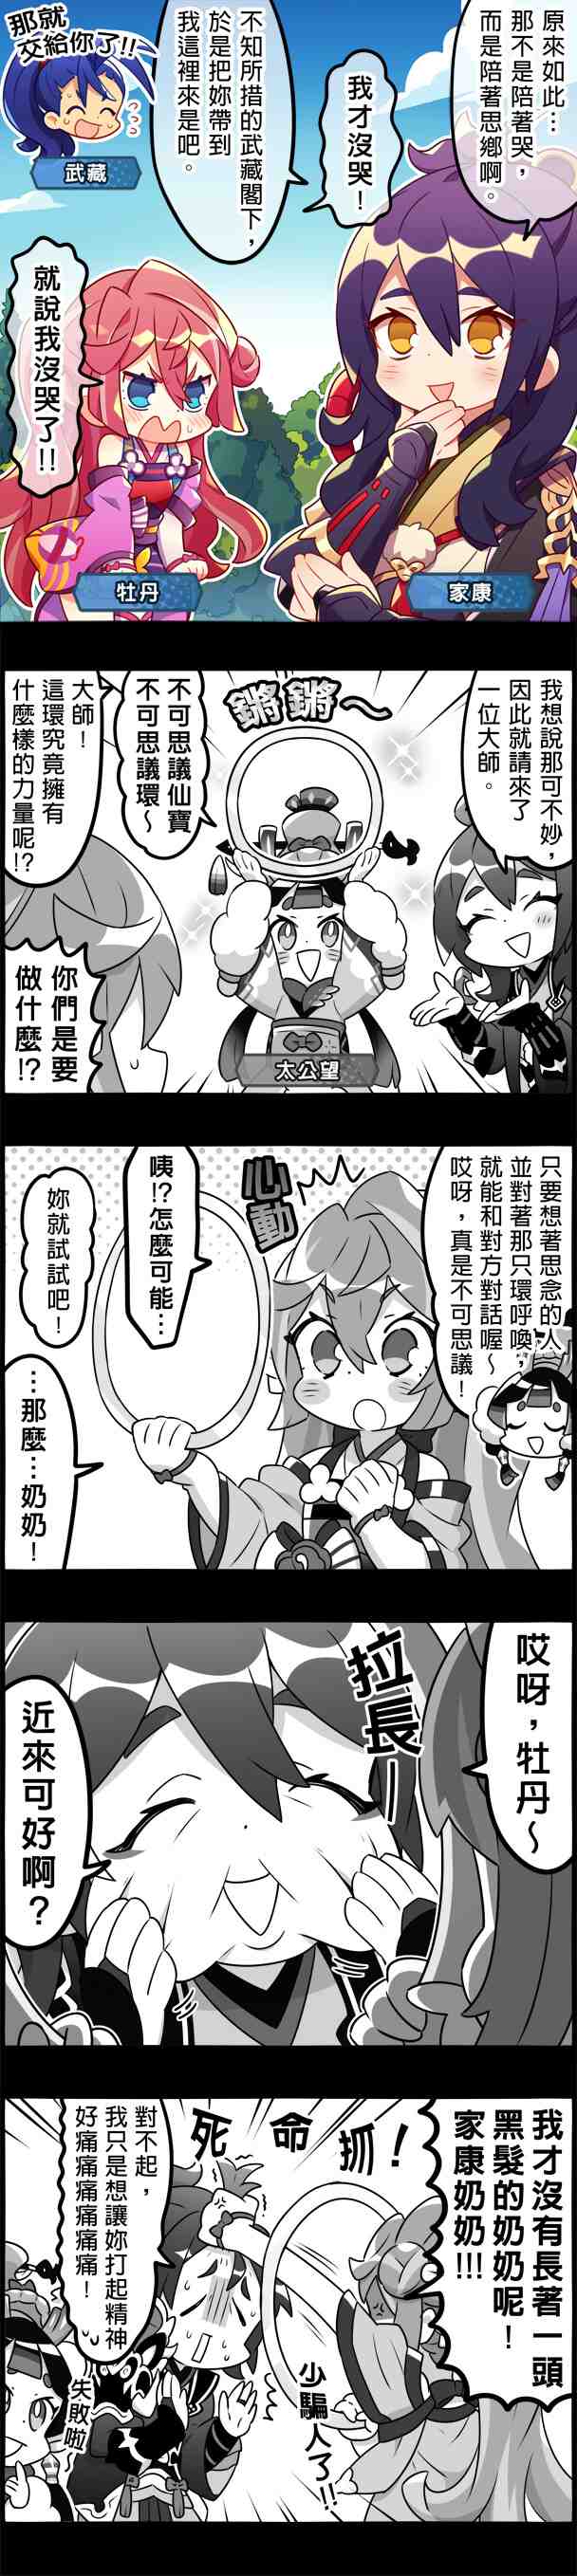 原來如此…
那不是陪著哭，
而是陪著思鄉啊。
我才沒哭！
不知所措的武藏閣下，
於是把妳帶到
我這裡來是吧。
那就
交給你了!!
武藏
就說我沒哭了!!
牡丹
家康
我想說那可不妙，
因此就請來了
一位大師。
鏘鏘～
不可思議仙寶
不可思議環～
大師！
這環究竟擁有
什麼樣的力量呢!?
你們是要
做什麼!?
太公望
只要想著思念的人
並對著那只環呼喚，
就能和對方對話喔～
哎呀，真是不可思議！
心動
咦!?怎麼可能…
妳就試試吧！
…那麼…奶奶！
哎呀，牡丹～
拉長—
近來可好啊？
我才沒有長著一頭
黑髮的奶奶呢！
家康奶奶!!!
死命抓！
對不起，
我只是想讓妳打起精神
好痛痛痛痛痛痛痛！
少騙人了!!
失敗啦～